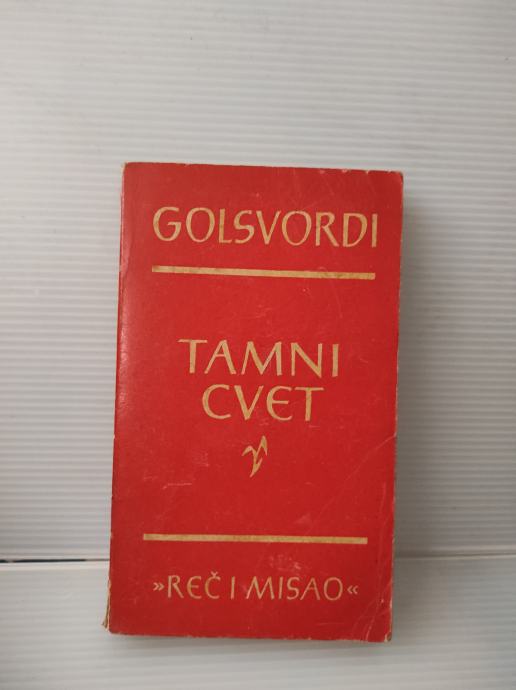 GOLSVORDI
TAMNI
CVET
»REČ I MISAO«